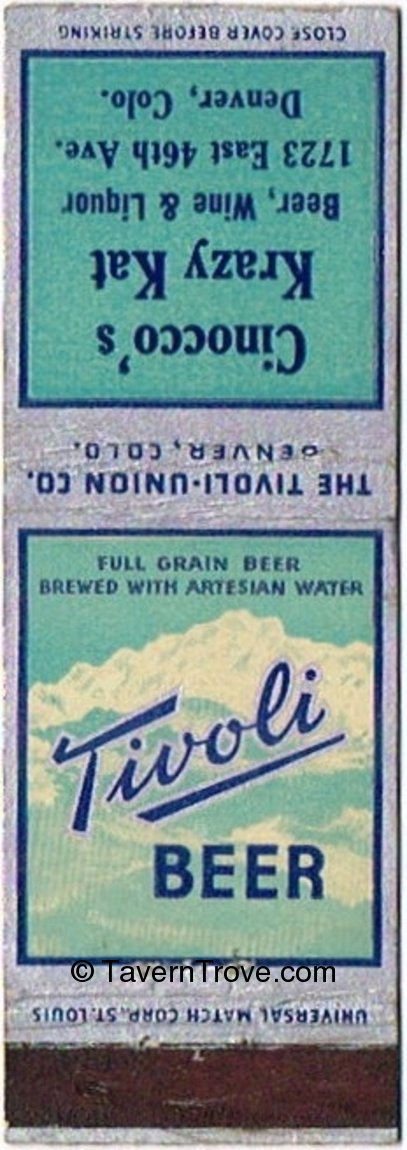 CLOSE COVER BEFORE STRIKING
Cinocco's
Krazy Kat
Beer, Wine & Liquor
1723 East 46th Ave.
Denver, Colo.
THE TIVOLI-UNION CO.
DENVER, COLO.
FULL GRAIN BEER
BREWED WITH ARTESIAN WATER
Tivoli
BEER
© TavernTrove.com
UNIVERSAL MATCH CORP., ST. LOUIS